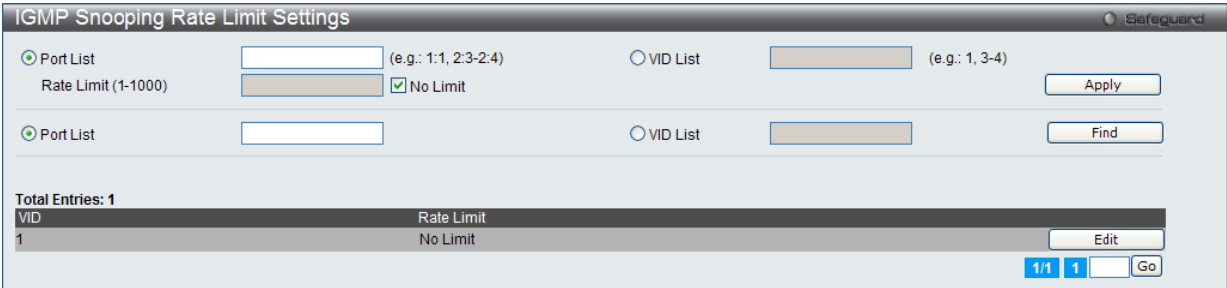 IGMP Snooping Rate Limit Settings Safeguard
Port List (e.g.: 1:1, 2:3-2:4) VID List (e.g.: 1, 3-4)
Rate Limit (1-1000) No Limit Apply
Port List VID List Find
Total Entries: 1
VID Rate Limit
1 No Limit Edit
1/1 1 Go